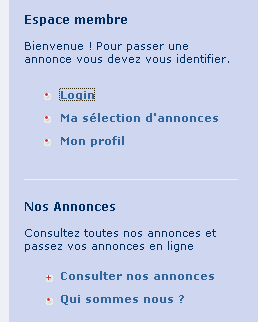 Espace membre
Bienvenue ! Pour passer une
annonce vous devez vous identifier.
Login
Ma sélection d'annonces
Mon profil
Nos Annonces
Consultez toutes nos annonces et
passez vos annonces en ligne
Consulter nos annonces
Qui sommes nous ?